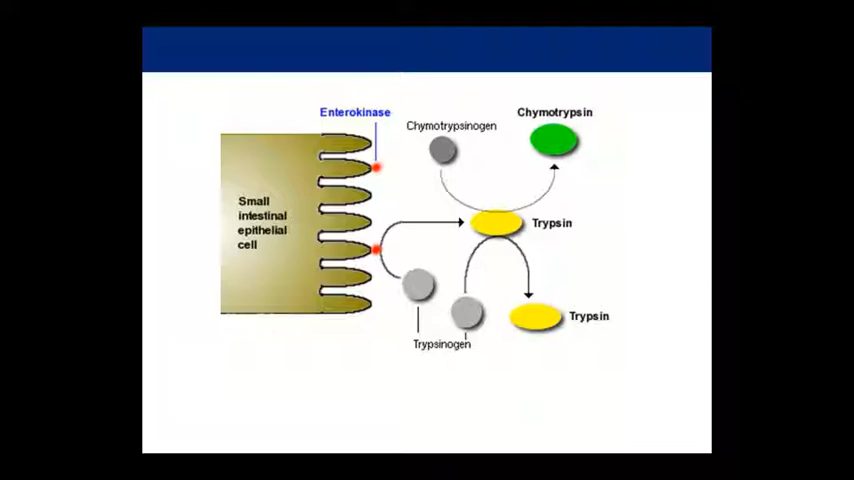 Enterokinase
Chymotrypsinogen
Chymotrypsin
Small
intestinal
epithelial
cell
Trypsin
Trypsin
Trypsinogen